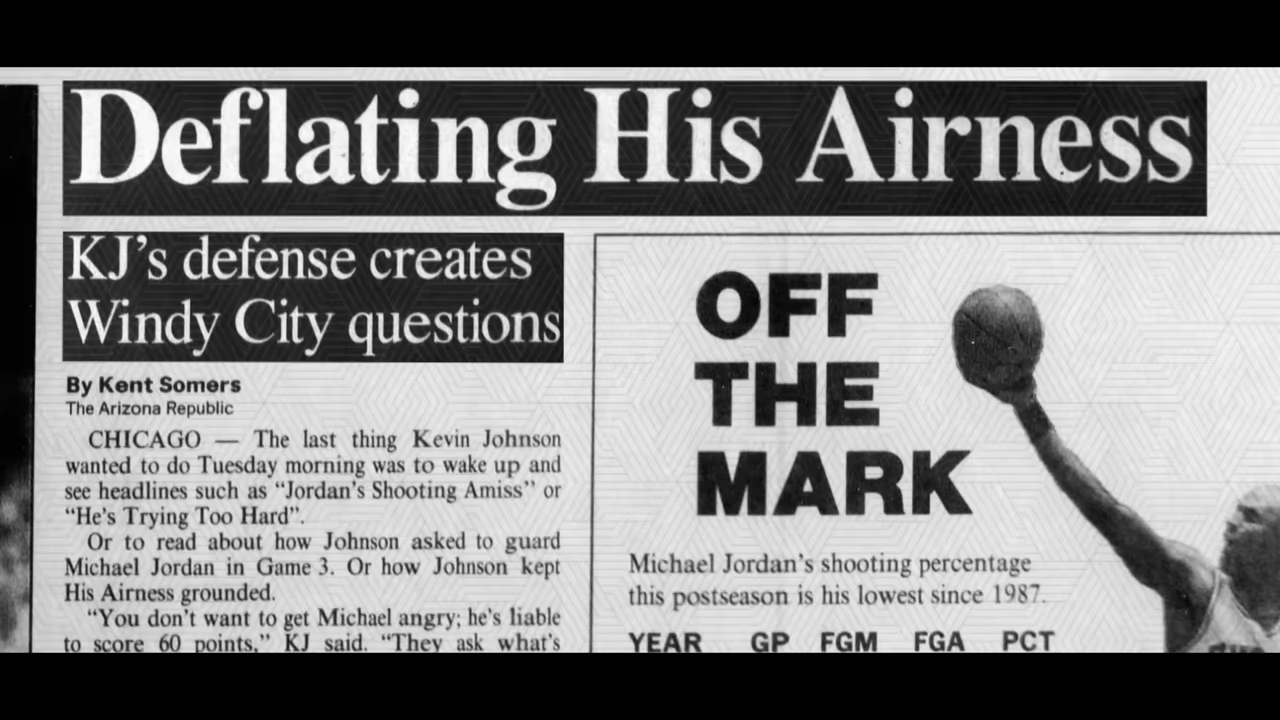 Deflating His Airness
KJ's defense creates
Windy City questions
By Kent Somers
The Arizona Republic
CHICAGO — The last thing Kevin Johnson
wanted to do Tuesday morning was to wake up and
see headlines such as “Jordan's Shooting Amiss” or
“He's Trying Too Hard”.
Or to read about how Johnson asked to guard
Michael Jordan in Game 3. Or how Johnson kept
His Airness grounded.
“You don't want to get Michael angry; he's liable
to score 60 points,” KJ said. “They ask what's
OFF
THE
MARK
Michael Jordan's shooting percentage
this postseason is his lowest since 1987.
YEAR GP FGM FGA PCT